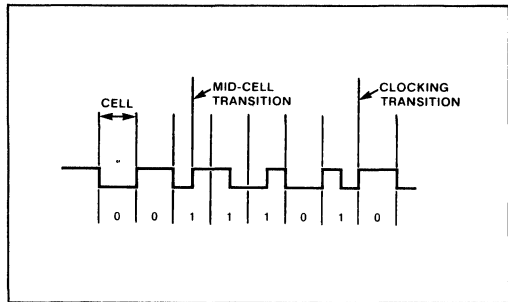 MID-CELL
TRANSITION
CLOCKING
TRANSITION
CELL
0 0 1 1 1 0 1 0